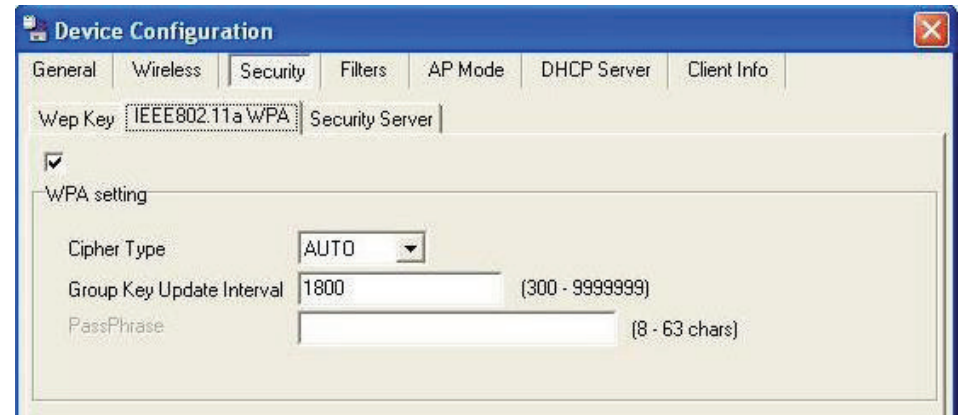 Device Configuration
General Wireless Security Filters AP Mode DHCP Server Client Info
Wep Key IEEE802.11a WPA Security Server
WPA setting
Cipher Type AUTO
Group Key Update Interval 1800 (300 - 9999999)
PassPhrase (8 - 63 chars)